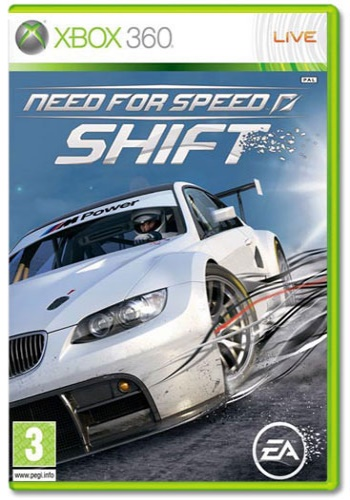 XBOX 360
LIVE
PAL
NEED FOR SPEED
SHIFT
M Power
3
www.pegi.info
EA